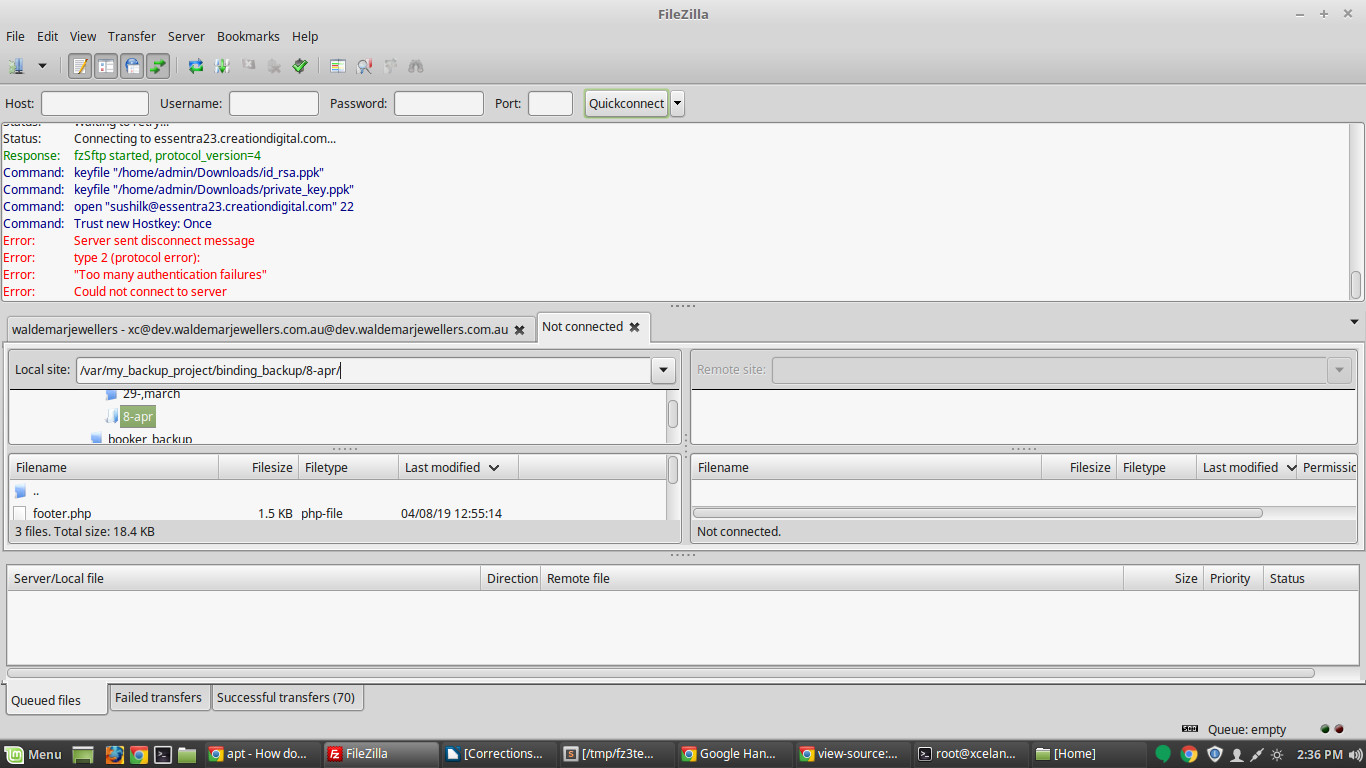 FileZilla
File Edit View Transfer Server Bookmarks Help
Host: Username: Password: Port: Quickconnect
Status: Waiting to retry...
Status: Connecting to essentra23.creationdigital.com...
Response: fzSftp started, protocol_version=4
Command: keyfile "/home/admin/Downloads/id_rsa.ppk"
Command: keyfile "/home/admin/Downloads/private_key.ppk"
Command: open "sushilk@essentra23.creationdigital.com" 22
Command: Trust new Hostkey: Once
Error: Server sent disconnect message
Error: type 2 (protocol error):
Error: "Too many authentication failures"
Error: Could not connect to server
waldemarjewellers - xc@dev.waldemarjewellers.com.au@dev.waldemarjewellers.com.au Not connected
Local site: /var/my_backup_project/binding_backup/8-apr/
29-,march
8-apr
booker_backup
Filename Filesize Filetype Last modified
..
footer.php 1.5 KB php-file 04/08/19 12:55:14
3 files. Total size: 18.4 KB
Remote site:
Filename Filesize Filetype Last modified Permissic
Not connected.
Server/Local file Direction Remote file Size Priority Status
Queued files Failed transfers Successful transfers (70)
Queue: empty
Menu apt - How do... FileZilla [Corrections... [/tmp/fz3te... Google Han... view-source:... root@xcelan... [Home] 2:36 PM